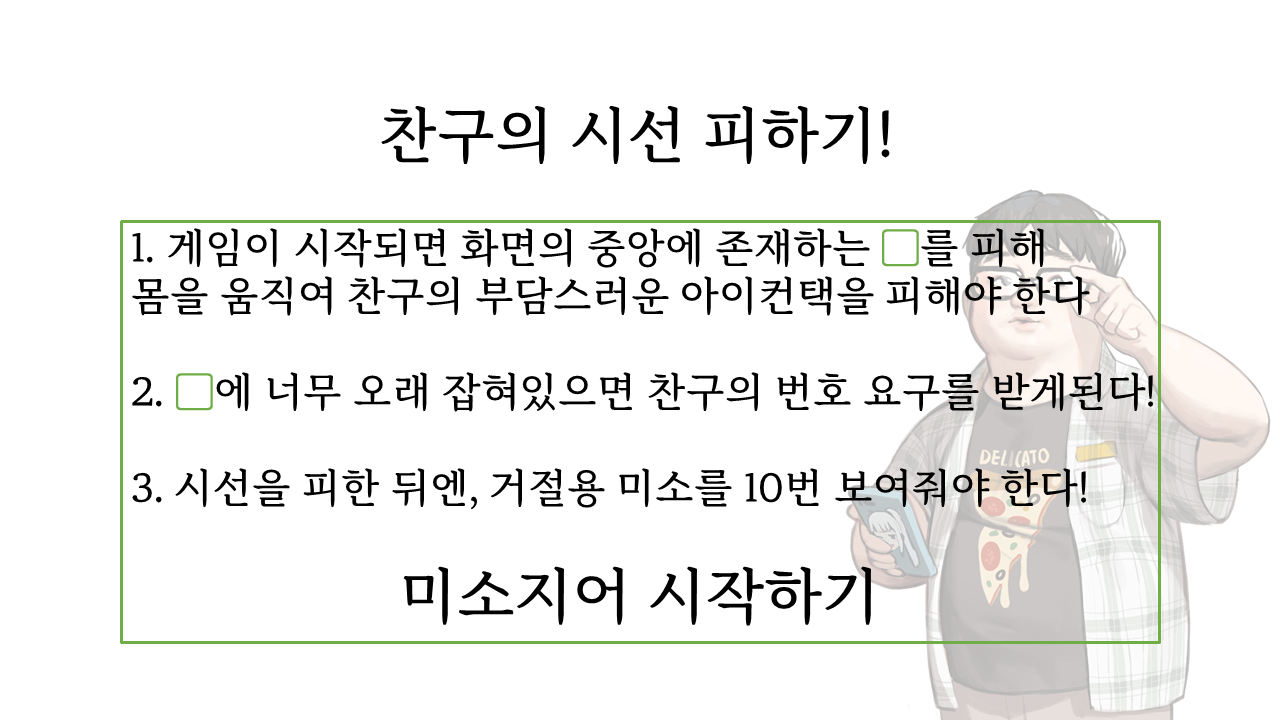 찬구의 시선 피하기!
1. 게임이 시작되면 화면의 중앙에 존재하는 □를 피해
몸을 움직여 찬구의 부담스러운 아이컨택을 피해야 한다
2. □에 너무 오래 잡혀있으면 찬구의 번호 요구를 받게된다!
3. 시선을 피한 뒤엔, 거절용 미소를 10번 보여줘야 한다!
DELICATO
미소지어 시작하기